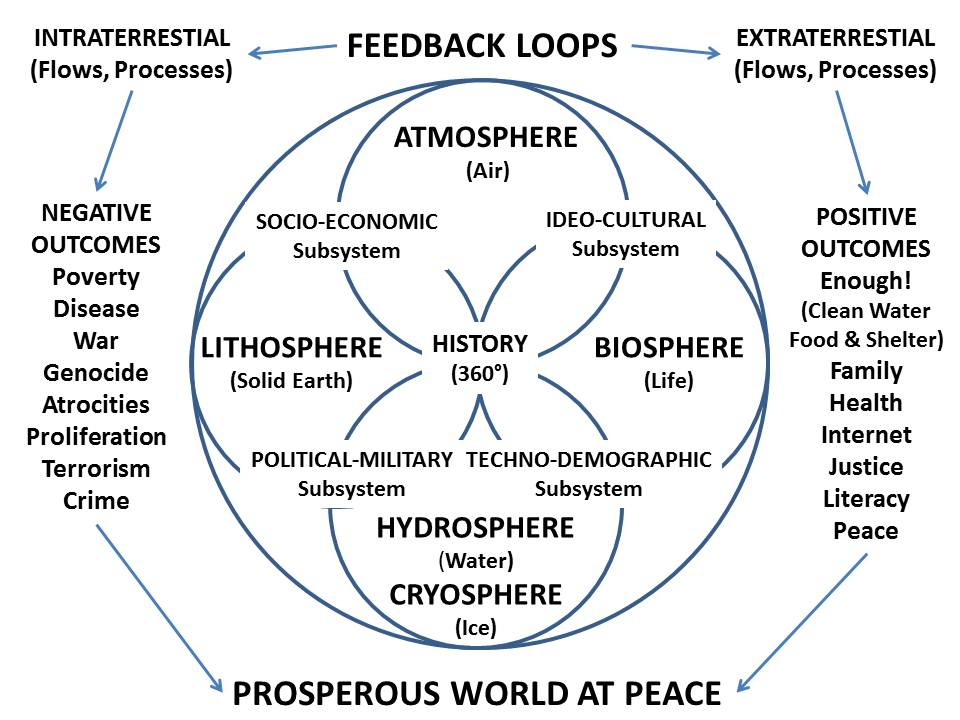 FEEDBACK LOOPS
INTRATERRESTIAL
(Flows, Processes)
EXTRATERRESTIAL
(Flows, Processes)
NEGATIVE
OUTCOMES
Poverty
Disease
War
Genocide
Atrocities
Proliferation
Terrorism
Crime
ATMOSPHERE
(Air)
SOCIO-ECONOMIC
Subsystem
IDEO-CULTURAL
Subsystem
LITHOSPHERE
(Solid Earth)
HISTORY
(360°)
BIOSPHERE
(Life)
POLITICAL-MILITARY
Subsystem
TECHNO-DEMOGRAPHIC
Subsystem
HYDROSPHERE
(Water)
CRYOSPHERE
(Ice)
POSITIVE
OUTCOMES
Enough!
(Clean Water
Food & Shelter)
Family
Health
Internet
Justice
Literacy
Peace
PROSPEROUS WORLD AT PEACE